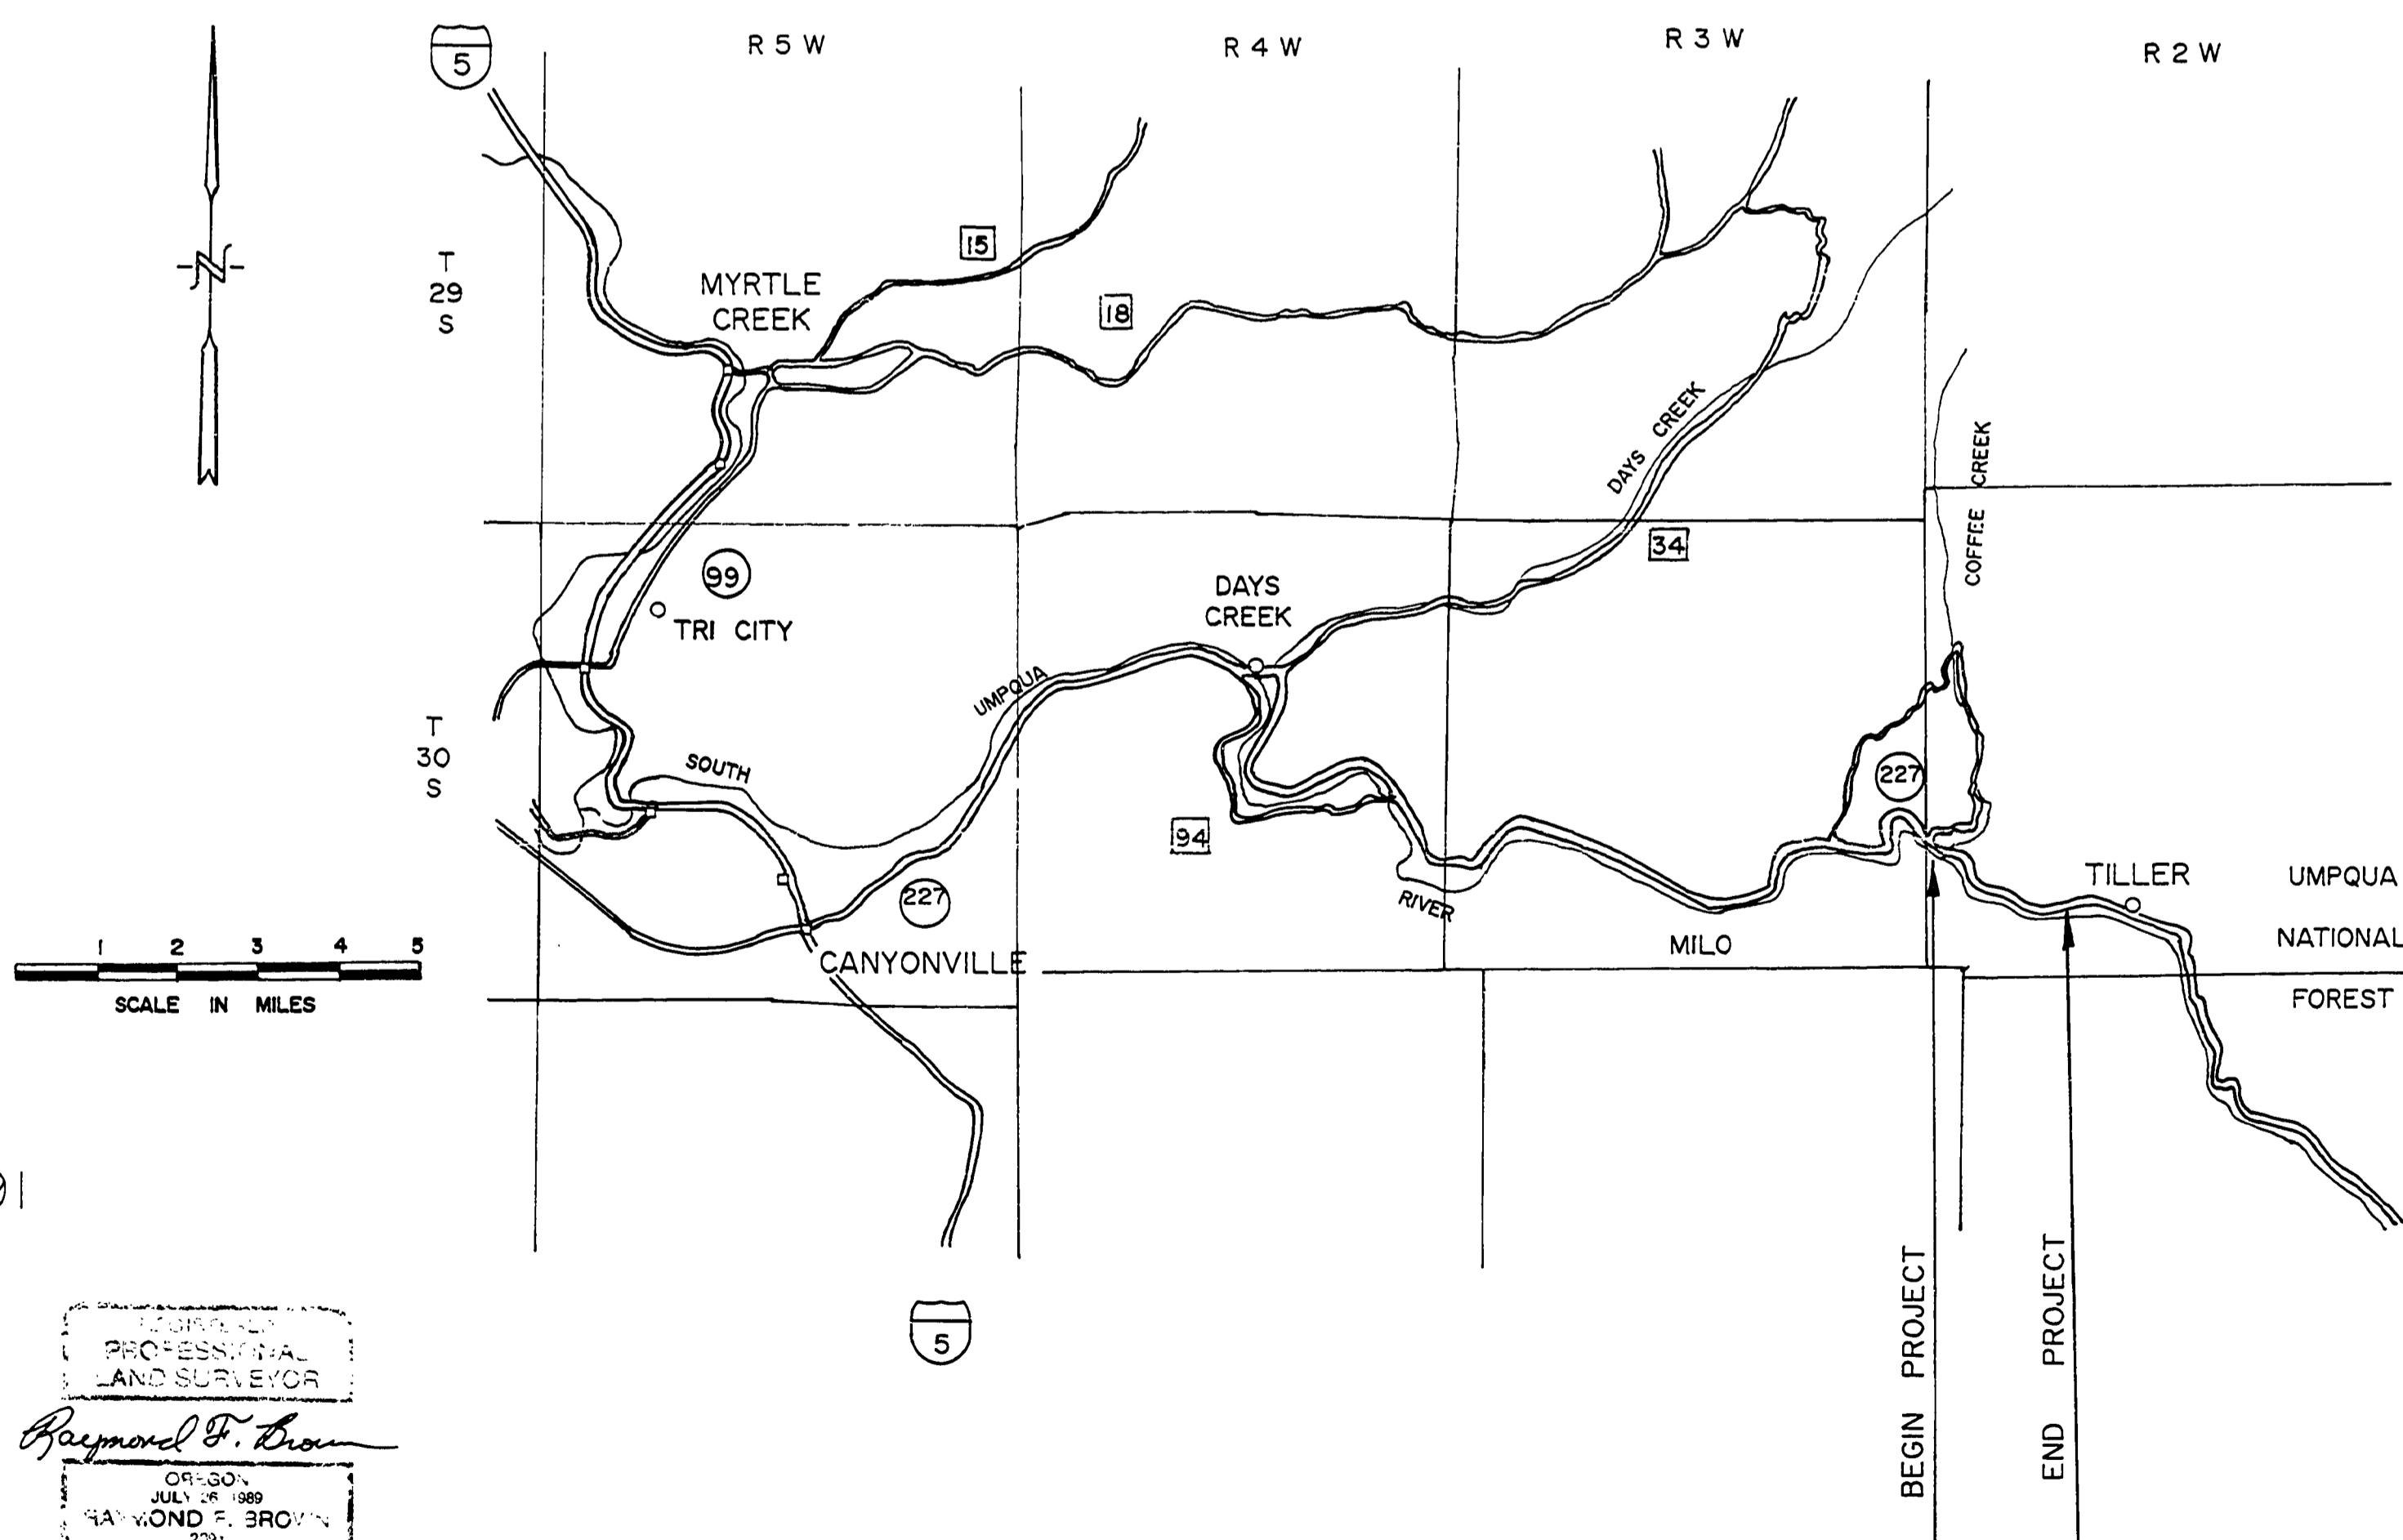 5
R 5 W
R 4 W
R 3 W
R 2 W
N
T
29
S
15
MYRTLE
CREEK
18
DAYS CREEK
COFFEE CREEK
34
99
TRI CITY
DAYS
CREEK
UMPQUA
T
30
S
SOUTH
227
94
227
RIVER
TILLER
UMPQUA
NATIONAL
FOREST
MILO
CANYONVILLE
1 2 3 4 5
SCALE IN MILES
5
BEGIN PROJECT
END PROJECT
PROFESSIONAL
LAND SURVEYOR
Raymond F. Brown
OREGON
JULY 26 1989
RAYMOND F. BROWN